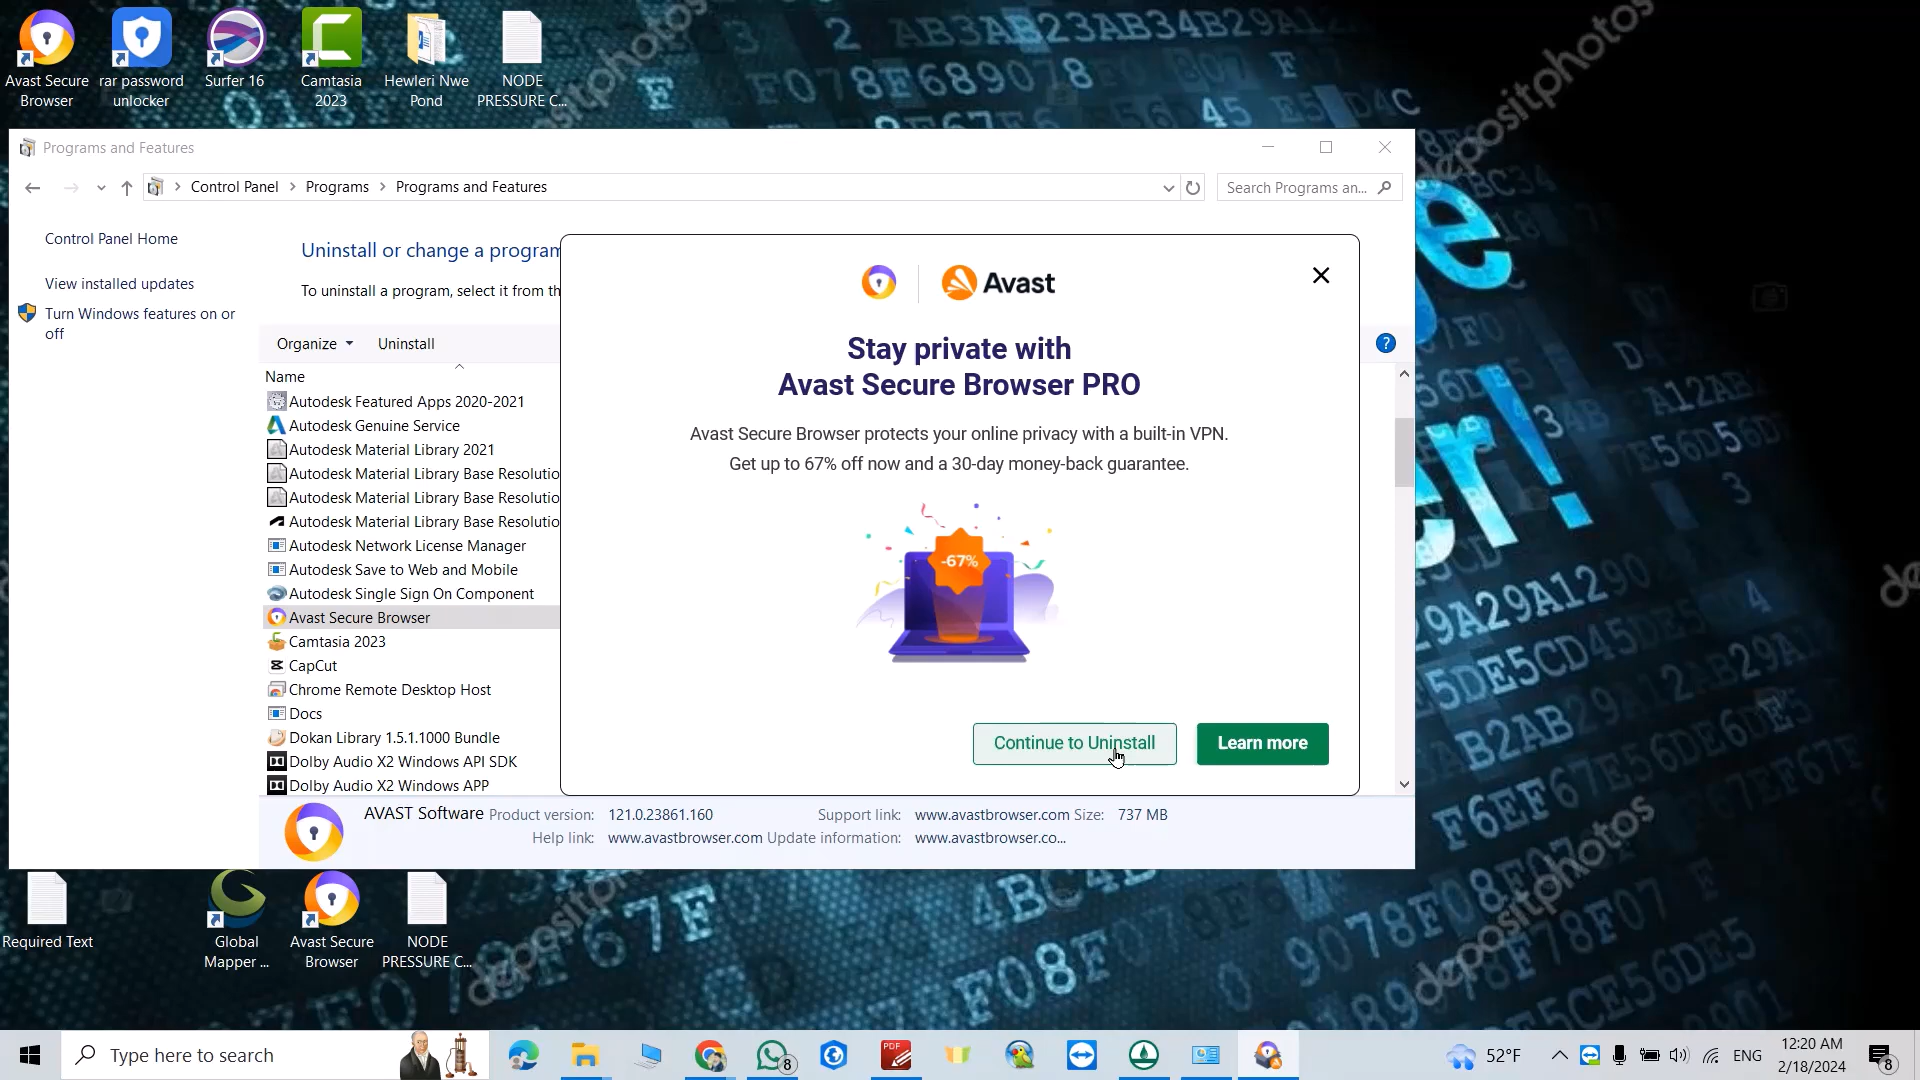 Avast Secure
Browser
rar password
unlocker
Surfer 16
Camtasia
2023
Hewleri Nwe
Pond
NODE
PRESSURE C...
Programs and Features
Control Panel > Programs > Programs and Features
Search Programs an...
Control Panel Home
View installed updates
Turn Windows features on or
off
Uninstall or change a program
To uninstall a program, select it from th
Organize
Uninstall
Name
Autodesk Featured Apps 2020-2021
Autodesk Genuine Service
Autodesk Material Library 2021
Autodesk Material Library Base Resolutio
Autodesk Material Library Base Resolutio
Autodesk Material Library Base Resolutio
Autodesk Network License Manager
Autodesk Save to Web and Mobile
Autodesk Single Sign On Component
Avast Secure Browser
Camtasia 2023
CapCut
Chrome Remote Desktop Host
Docs
Dokan Library 1.5.1.1000 Bundle
Dolby Audio X2 Windows API SDK
Dolby Audio X2 Windows APP
Avast
Stay private with
Avast Secure Browser PRO
Avast Secure Browser protects your online privacy with a built-in VPN.
Get up to 67% off now and a 30-day money-back guarantee.
-67%
Continue to Uninstall
Learn more
AVAST Software Product version: 121.0.23861.160 Support link: www.avastbrowser.com Size: 737 MB
Help link: www.avastbrowser.com Update information: www.avastbrowser.co...
Required Text
Global
Mapper ...
Avast Secure
Browser
NODE
PRESSURE C...
depositphotos
depositphotos
Type here to search
8
PDF
52°F
ENG
12:20 AM
2/18/2024
8